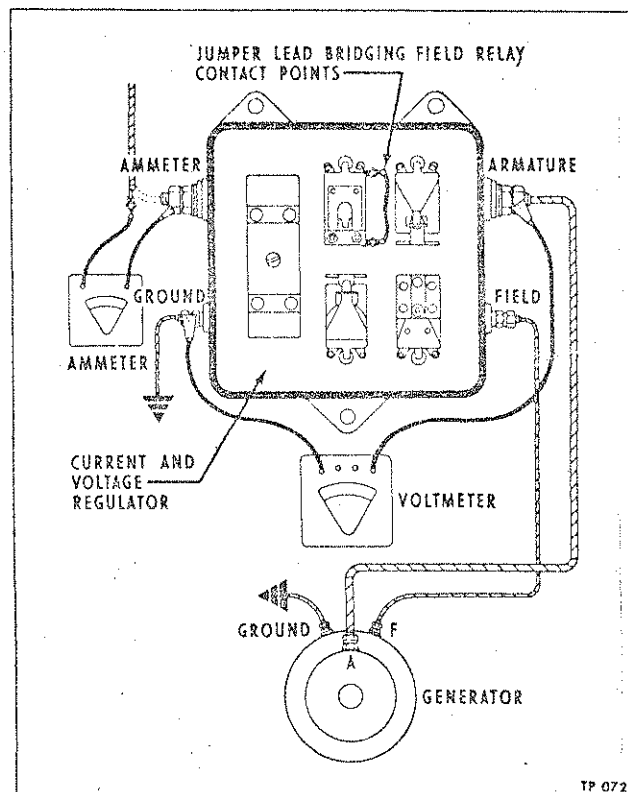 JUMPER LEAD BRIDGING FIELD RELAY
CONTACT POINTS
AMMETER
ARMATURE
GROUND
FIELD
AMMETER
CURRENT AND
VOLTAGE
REGULATOR
VOLTMETER
GROUND
F
A
GENERATOR
TP 072